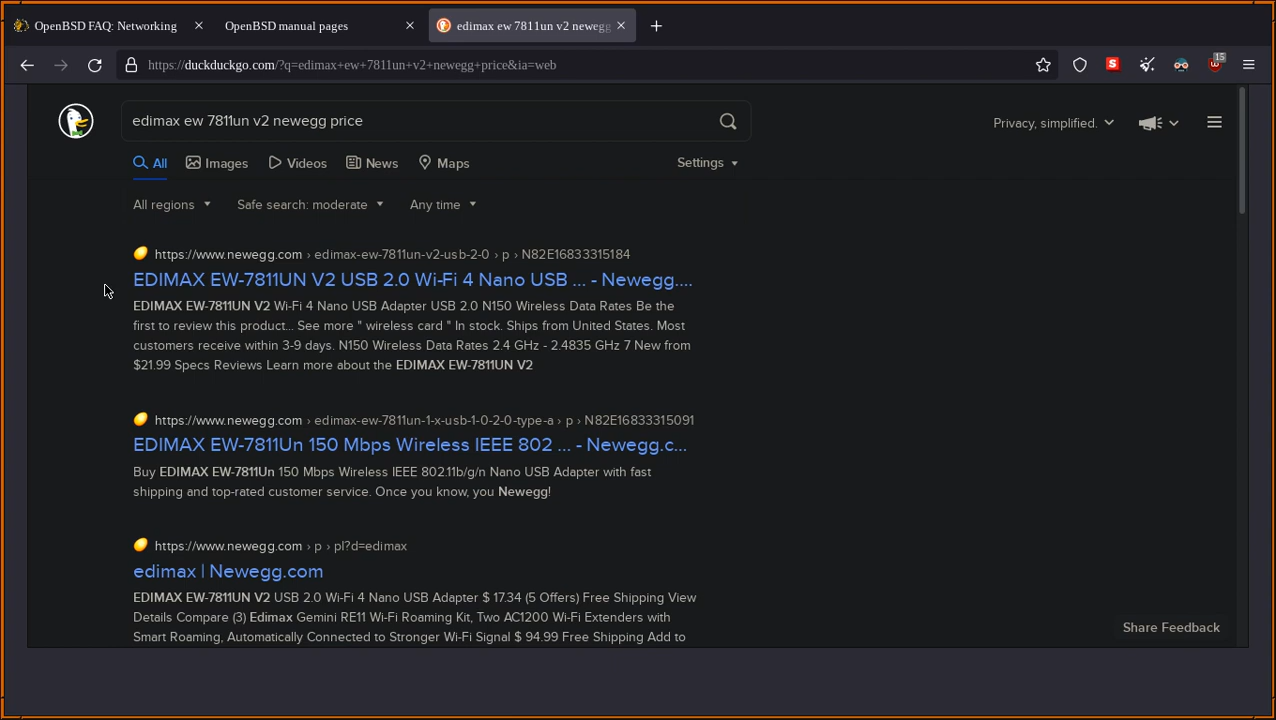 OpenBSD FAQ: Networking
OpenBSD manual pages
edimax ew 7811un v2 newegg
https://duckduckgo.com/?q=edimax+ew+7811un+v2+newegg+price&ia=web
15
edimax ew 7811un v2 newegg price
Privacy, simplified.
All Images Videos News Maps Settings
All regions Safe search: moderate Any time
https://www.newegg.com › edimax-ew-7811un-v2-usb-2-0 › p › N82E16833315184
EDIMAX EW-7811UN V2 USB 2.0 Wi-Fi 4 Nano USB ... - Newegg....
EDIMAX EW-7811UN V2 Wi-Fi 4 Nano USB Adapter USB 2.0 N150 Wireless Data Rates Be the
first to review this product... See more " wireless card " In stock. Ships from United States. Most
customers receive within 3-9 days. N150 Wireless Data Rates 2.4 GHz - 2.4835 GHz 7 New from
$21.99 Specs Reviews Learn more about the EDIMAX EW-7811UN V2
https://www.newegg.com › edimax-ew-7811un-1-x-usb-1-0-2-0-type-a › p › N82E16833315091
EDIMAX EW-7811Un 150 Mbps Wireless IEEE 802 ... - Newegg.c...
Buy EDIMAX EW-7811Un 150 Mbps Wireless IEEE 802.11b/g/n Nano USB Adapter with fast
shipping and top-rated customer service. Once you know, you Newegg!
https://www.newegg.com › p › pl?d=edimax
edimax | Newegg.com
EDIMAX EW-7811UN V2 USB 2.0 Wi-Fi 4 Nano USB Adapter $ 17.34 (5 Offers) Free Shipping View
Details Compare (3) Edimax Gemini RE11 Wi-Fi Roaming Kit, Two AC1200 Wi-Fi Extenders with
Smart Roaming, Automatically Connected to Stronger Wi-Fi Signal $ 94.99 Free Shipping Add to
Share Feedback